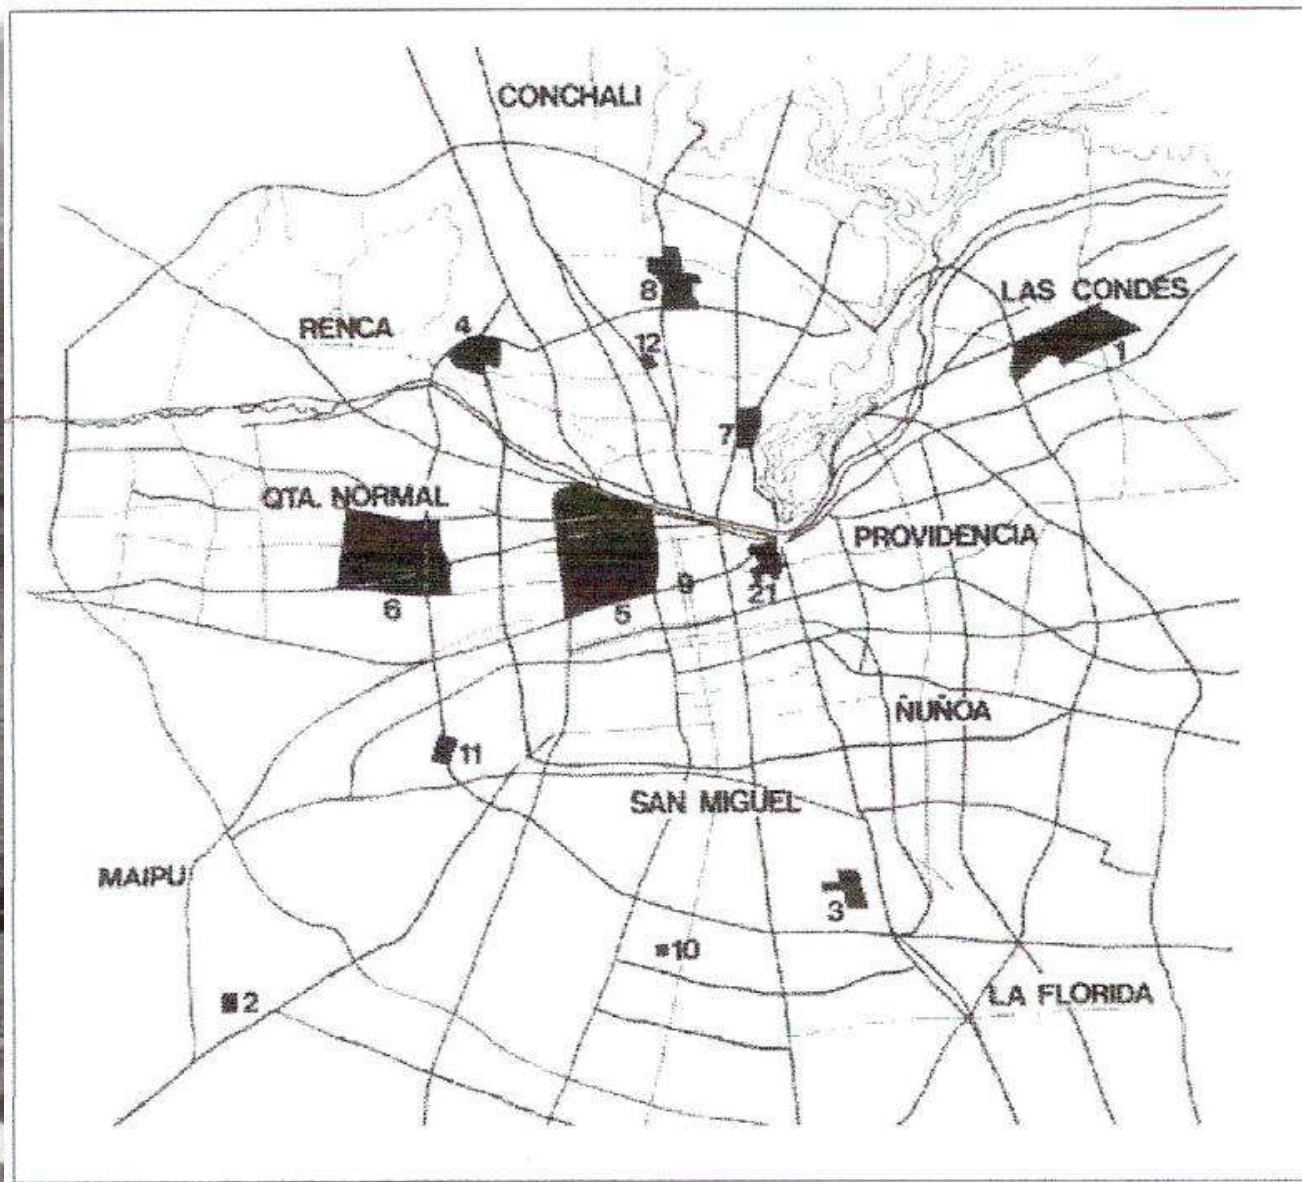 CONCHALI
8
LAS CONDES
RENCA
4
12
1
7
QTA. NORMAL
PROVIDENCIA
6
5
9
21
ÑUÑOA
11
SAN MIGUEL
MAIPU
3
10
2
LA FLORIDA